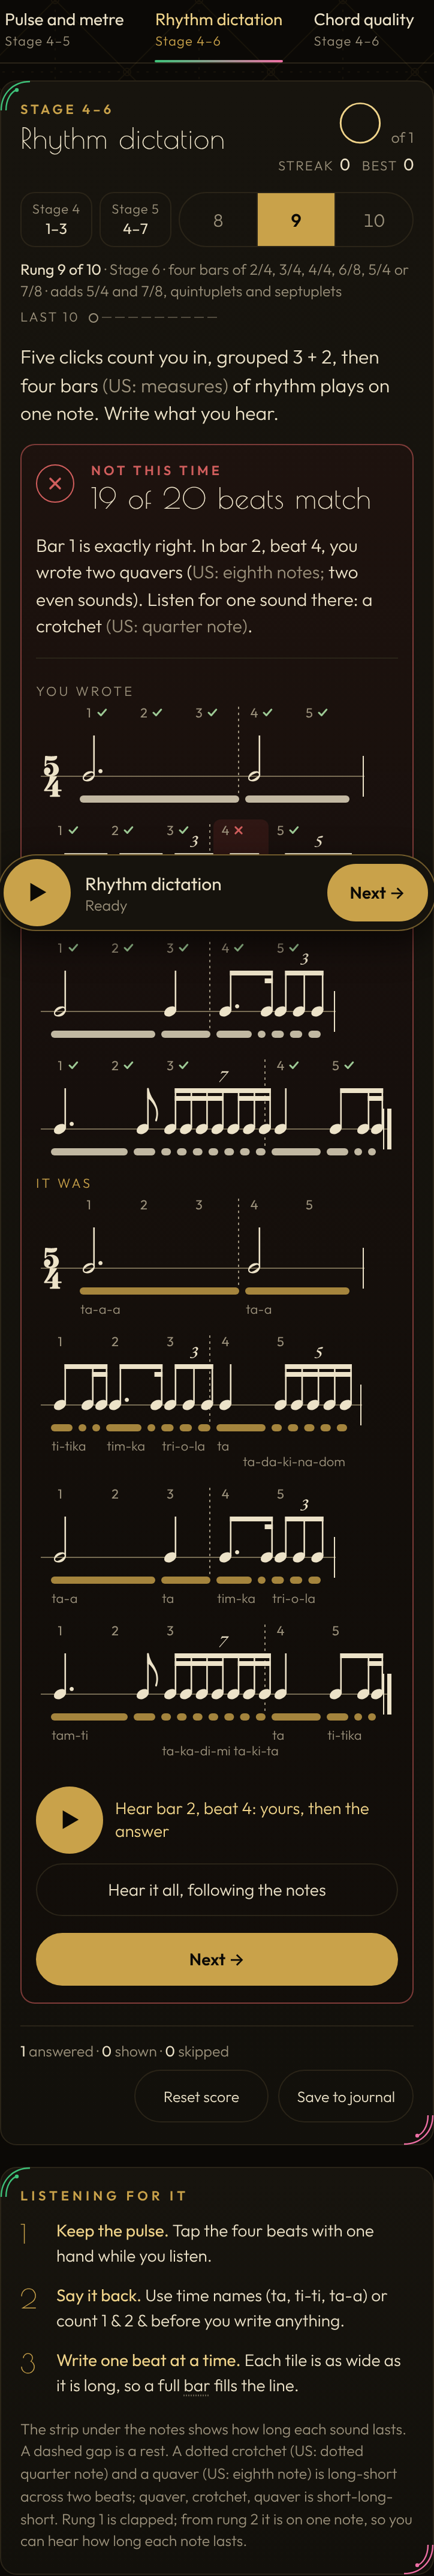 Pulse and metre
Stage 4–5
Rhythm dictation
Stage 4–6
Chord quality
Stage 4–6
STAGE 4–6
Rhythm dictation
of 1
STREAK 0 BEST 0
Stage 4
1–3
Stage 5
4–7
8
9
10
Rung 9 of 10 · Stage 6 · four bars of 2/4, 3/4, 4/4, 6/8, 5/4 or
7/8 · adds 5/4 and 7/8, quintuplets and septuplets
LAST 10
Five clicks count you in, grouped 3 + 2, then
four bars (US: measures) of rhythm plays on
one note. Write what you hear.
NOT THIS TIME
19 of 20 beats match
Bar 1 is exactly right. In bar 2, beat 4, you
wrote two quavers (US: eighth notes; two
even sounds). Listen for one sound there: a
crotchet (US: quarter note).
YOU WROTE
1 ✓ 2 ✓ 3 ✓ 4 ✓ 5 ✓
5
4
1 ✓ 2 ✓ 3 ✓ 4 ✗ 5 ✓
3 5
Rhythm dictation
Ready
Next →
1 ✓ 2 ✓ 3 ✓ 4 ✓ 5 ✓
3
1 ✓ 2 ✓ 3 ✓ 4 ✓ 5 ✓
7
IT WAS
1 2 3 4 5
5
4
ta-a-a ta-a
1 2 3 4 5
3 5
ti-tika tim-ka tri-o-la ta
ta-da-ki-na-dom
1 2 3 4 5
3
ta-a ta tim-ka tri-o-la
1 2 3 4 5
7
tam-ti ta ti-tika
ta-ka-di-mi ta-ki-ta
Hear bar 2, beat 4: yours, then the
answer
Hear it all, following the notes
Next →
1 answered · 0 shown · 0 skipped
Reset score
Save to journal
LISTENING FOR IT
1 Keep the pulse. Tap the four beats with one
hand while you listen.
2 Say it back. Use time names (ta, ti-ti, ta-a) or
count 1 & 2 & before you write anything.
3 Write one beat at a time. Each tile is as wide as
it is long, so a full bar fills the line.
The strip under the notes shows how long each sound lasts.
A dashed gap is a rest. A dotted crotchet (US: dotted
quarter note) and a quaver (US: eighth note) is long-short
across two beats; quaver, crotchet, quaver is short-long-
short. Rung 1 is clapped; from rung 2 it is on one note, so you
can hear how long each note lasts.